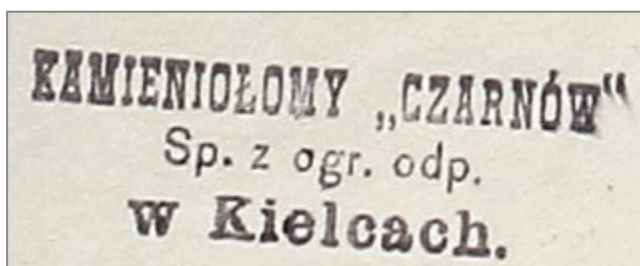 KAMIENIOŁOMY „CZARNÓW"
Sp. z ogr. odp.
w Kielcach.